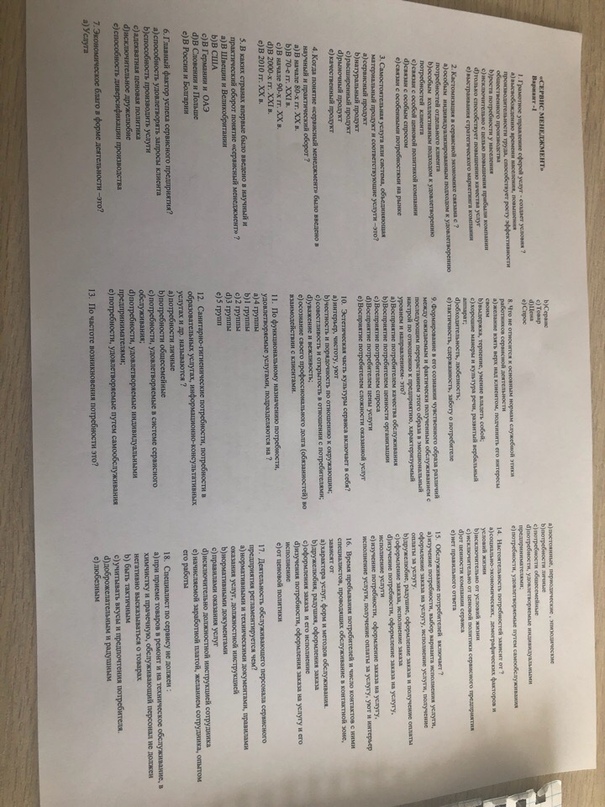 «СЕРВИС МЕНЕДЖМЕНТ»
Вариант -1
1. Грамотное управление сферой услуг - создает условия ?
a)высвобождению времени населения, повышения
производительности труда, способствует росту эффективности
общественного производства
b)роста потребности у населения
c)исключительно с целью повышения прибыли компании
d)только способствует повышению качества услуг
e)выстраивания стратегического маркетинга компании
2. Кастомизация в сервисной экономике связана с ?
a)особым индивидуализированным подходом к удовлетворению
потребностей отдельного клиента
b)особым коллективным подходом к удовлетворению
потребностей клиента
c)связан с особой ценовой политикой компании
d)связан с особым спросом
e)связан с особенными потребностями на рынке
3. Самостоятельная услуга или система, объединяющая
материальный продукт и соответствующие услуги –это?
a)сервисный продукт
b)натуральный продукт
c)расширенный продукт
d)рыночный продукт
e)качественный продукт
4. Когда понятие «сервисный менеджмент» было введено в
научный и практический оборот ?
a)В начале 80-х гг. XX в.
b)В 70-е гг. XXI в.
c)В начале 90-х гг. XX в.
d)В 2000-х гг. XXI в.
e)В 2010 гг. XX в.
5. В каких странах впервые было введено в научный и
практический оборот понятие «сервисный менеджмент» ?
a)В Швеции и Великобритании
b)В США
c)В Германии и ОАЭ
d)В Словении и Польше
e)В России и Болгарии
6. Главный фактор успеха сервисного предприятия?
a)способность удовлетворять запросы клиента
b)способность производить услуги
c)адекватная ценовая политика
d)исключительное дружелюбие
e)способность диверсификации производства
7. Экономическое благо в форме деятельности –это?
a)Услуга
b)Сервис
c)Товар
d)Цена
e)Спрос
8. Что не относится к основным нормам служебной этики
работников сервисной деятельности
a)желание взять верх над клиентом, подчинить его интересы
своим
b)выдержка, терпение, умение владеть собой;
c)хорошие манеры и культура речи, развитый вербальный
аппарат;
d)обходительность, любезность;
e)тактичность, сдержанность, заботу о потребителе
9. Формирование в его сознании чувственного образа различий
между ожидаемым и фактически полученным обслуживанием с
последующим перерастанием этого образа в эмоциональный
настрой по отношению к предприятию, характеризуемый
уровнем и направлением- это?
a)Восприятие потребителем качества обслуживания
b)Восприятие потребителем ценности организации
c)Восприятие потребителем спроса
d)Восприятие потребителем цены услуги
e)Восприятие потребителем сложности оказанной услуг
10. Эстетическая часть культуры сервиса включает в себя?
a)интерьер, чистоту, уют
b)честность и порядочность по отношению к окружающим;
c)совестливость и открытость в отношении с потребителями;
d)уважение и вежливость;
e)осознание своего профессионального долга (обязанностей) во
взаимодействии с клиентами.
11. По функциональному назначению потребности,
удовлетворяемые услугами, подразделяются на ?
a)4 группы
b)1 группы
c)2 группы
d)3 группы
e)5 групп
12. Санитарно-гигиенические потребности, потребности в
образовательных услугах, информационно-консультативных
услугах и др. называются ?
a)потребности личные
b)потребности общесемейные
c)потребности, удовлетворяемые в системе сервисного
обслуживания;
d)потребности, удовлетворяемые индивидуальными
предпринимателями;
e)потребности, удовлетворяемые путем самообслуживания
13. По частоте возникновения потребности это?
a)постоянные, периодические , эпизодические
b)потребности личные
c)потребности общесемейные
d)потребности, удовлетворяемые индивидуальными
предпринимателями;
e)потребности, удовлетворяемые путем самообслуживания
14. Настоятельность потребностей зависит от ?
a)социально-экономических, демографических факторов и
условий жизни
b)исключительно от условий жизни
c)исключительно от ценовой политики сервисного предприятия
d)от ценности компании сервиса
e)нет правильного ответа
15. Обслуживание потребителей включает ?
a)изучение потребности, выбор варианта исполнения услуги,
оформление заказа на услугу, исполнение услуги, получение
оплаты за услугу.
b)дружелюбие, радушие, оформление заказа и получение оплаты
c)оформление заказа, исполнение заказа
d)изучение потребности, оформление заказа на услугу,
исполнение услуги
e)изучение потребности, оформление заказа на услугу,
исполнение услуги, получение оплаты за услугу, уют и интерьер
16. Время пребывания потребителей и число контактов с ними
специалистов, проводящих обслуживание в контактной зоне,
зависят от
a)характера услуг, форм и методов обслуживания.
b)дружелюбия, радушия, оформления заказа
c)оформления заказа и его исполнение
d)изучения потребности, оформления заказа на услугу и его
исполнение
e)от ценовой политики
17. Деятельность обслуживающего персонала сервисного
предприятия регламентируется чем?
a)нормативными и техническими документами, правилами
оказания услуг, должностной инструкцией
b)нормативными документами
c)правилами оказания услуг
d)исключительно должностной инструкцией сотрудника
e)начисляемой заработной платой, желанием сотрудника, опытом
его работы
18. Специалист по сервису не должен :
a)при приеме товаров в ремонт и на техническое обслуживание, в
химчистку и прачечную, обслуживающий персонал не должен
негативно высказываться о товарах
b) быть тактичным
c)учитывать вкусы и предпочтения потребителя.
d)доброжелательным и радушным
e)любезным